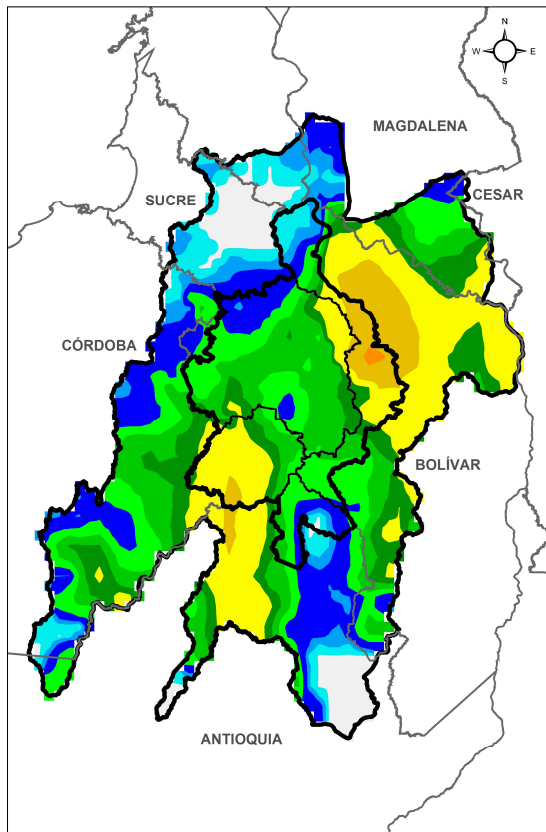 N
W E
S
MAGDALENA
CESAR
SUCRE
CÓRDOBA
BOLÍVAR
ANTIOQUIA